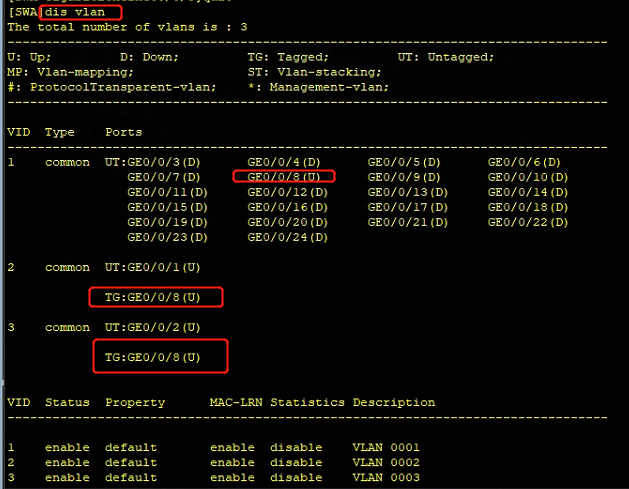 [SWA]dis vlan
The total number of vlans is : 3
--------------------------------------------------------------------------------
U: Up; D: Down; TG: Tagged; UT: Untagged;
MP: Vlan-mapping; ST: Vlan-stacking;
#: ProtocolTransparent-vlan; *: Management-vlan;
--------------------------------------------------------------------------------
VID Type Ports
--------------------------------------------------------------------------------
1 common UT:GE0/0/3(D) GE0/0/4(D) GE0/0/5(D) GE0/0/6(D)
GE0/0/7(D) GE0/0/8(U) GE0/0/9(D) GE0/0/10(D)
GE0/0/11(D) GE0/0/12(D) GE0/0/13(D) GE0/0/14(D)
GE0/0/15(D) GE0/0/16(D) GE0/0/17(D) GE0/0/18(D)
GE0/0/19(D) GE0/0/20(D) GE0/0/21(D) GE0/0/22(D)
GE0/0/23(D) GE0/0/24(D)
2 common UT:GE0/0/1(U)
TG:GE0/0/8(U)
3 common UT:GE0/0/2(U)
TG:GE0/0/8(U)
VID Status Property MAC-LRN Statistics Description
--------------------------------------------------------------------------------
1 enable default enable disable VLAN 0001
2 enable default enable disable VLAN 0002
3 enable default enable disable VLAN 0003